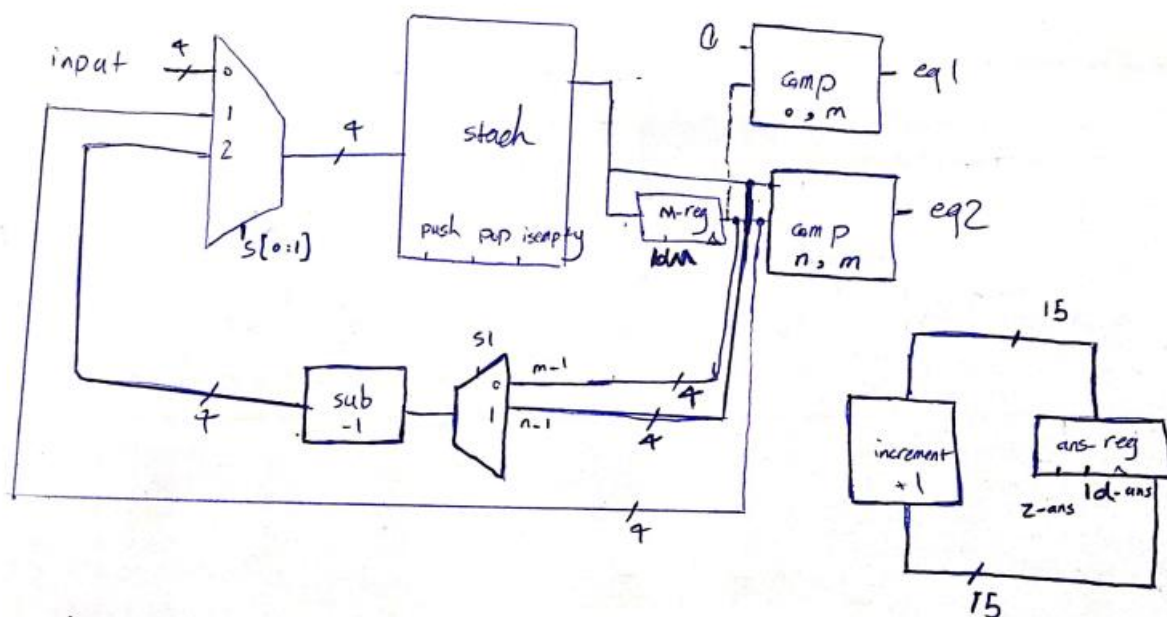 input
4
0
1
2
S[0:1]
4
stach
push pop isempty
0
comp
0, m
eq1
M-reg
ldM
comp
n, m
eq2
S1
0
1
m-1
n-1
4
4
sub
-1
4
4
15
increment
+1
ans-reg
ld-ans
Z-ans
15